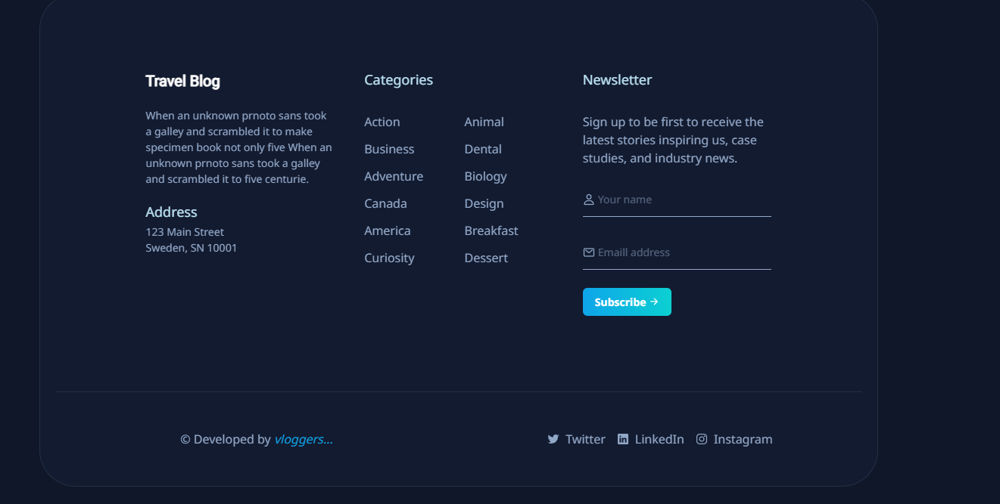 Travel Blog
When an unknown prnoto sans took
a galley and scrambled it to make
specimen book not only five When an
unknown prnoto sans took a galley
and scrambled it to five centurie.
Address
123 Main Street
Sweden, SN 10001
Categories
Action
Business
Adventure
Canada
America
Curiosity
Animal
Dental
Biology
Design
Breakfast
Dessert
Newsletter
Sign up to be first to receive the
latest stories inspiring us, case
studies, and industry news.
Your name
Emaill address
Subscribe
© Developed by vloggers...
Twitter LinkedIn Instagram